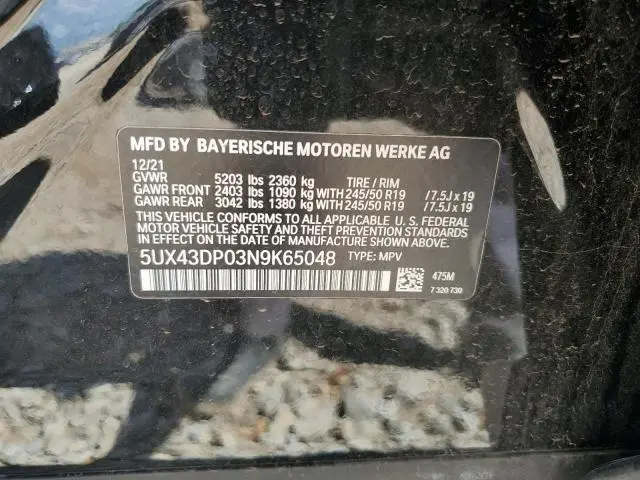 MFD BY BAYERISCHE MOTOREN WERKE AG
12/21
GVWR 5203 lbs 2360 kg TIRE / RIM
GAWR FRONT 2403 lbs 1090 kg WITH 245/50 R19 /7.5J x 19
GAWR REAR 3042 lbs 1380 kg WITH 245/50 R19 /7.5J x 19
THIS VEHICLE CONFORMS TO ALL APPLICABLE U. S. FEDERAL
MOTOR VEHICLE SAFETY AND THEFT PREVENTION STANDARDS
IN EFFECT ON THE DATE OF MANUFACTURE SHOWN ABOVE.
5UX43DP03N9K65048 TYPE: MPV
475M
7 320 730